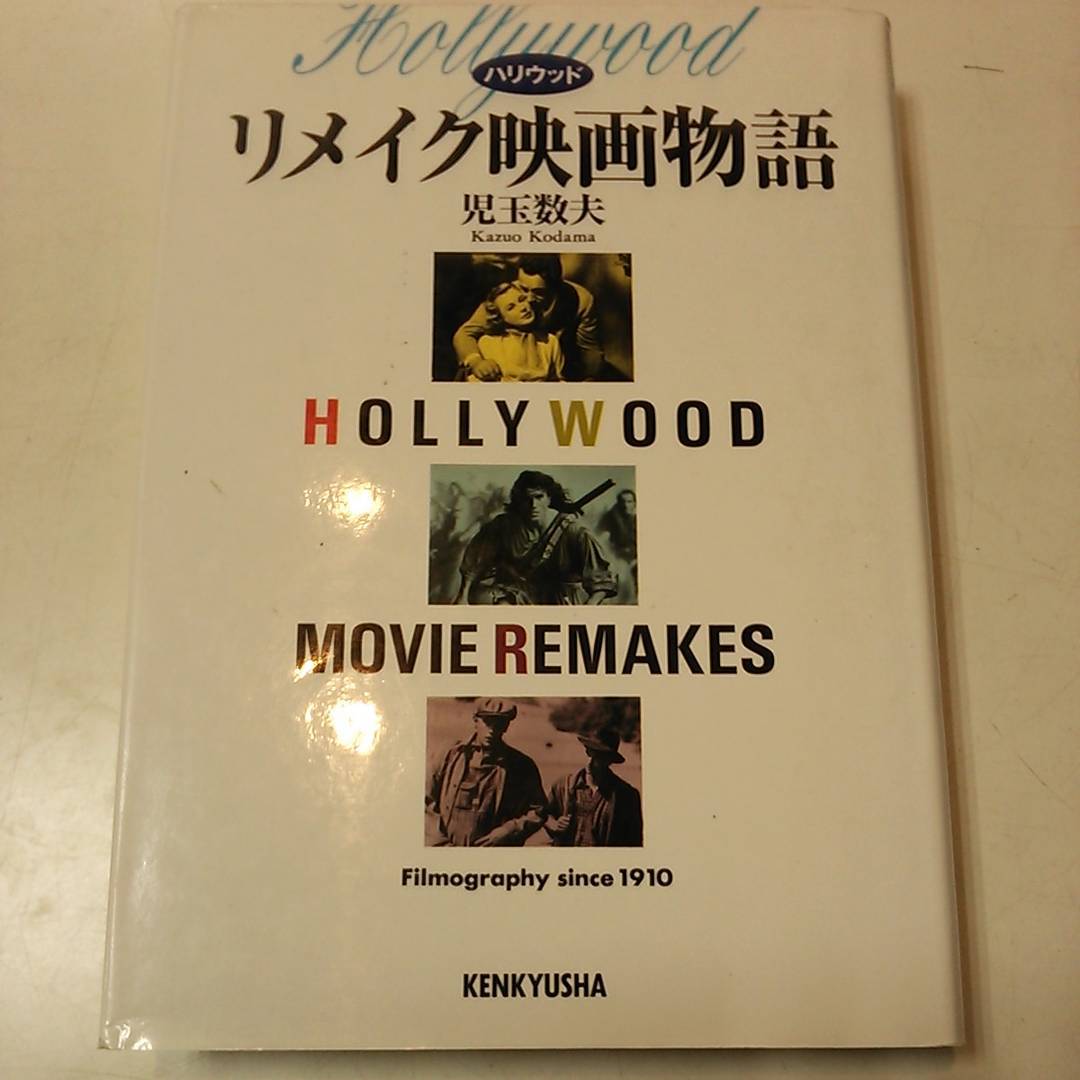 Hollywood
ハリウッド
リメイク映画物語
児玉数夫
Kazuo Kodama
HOLLYWOOD
MOVIE REMAKES
Filmography since 1910
KENKYUSHA